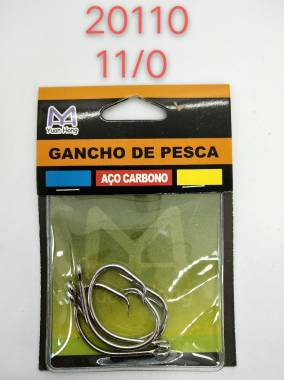 20110
11/0
Yuan Hong
GANCHO DE PESCA
AÇO CARBONO